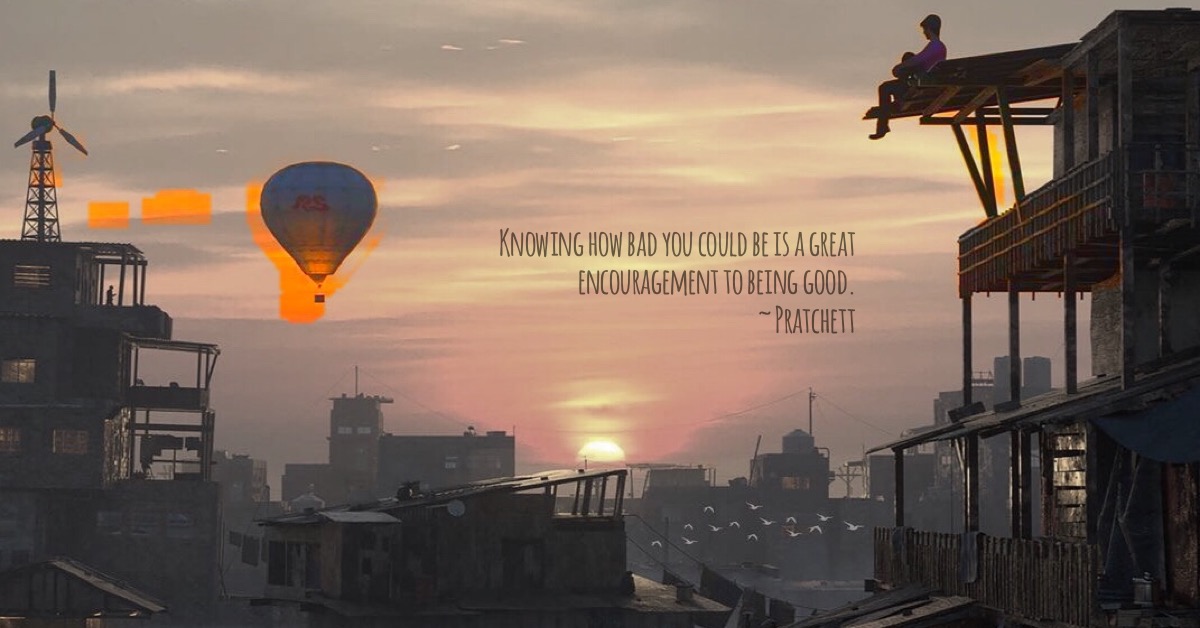 RS
Knowing how bad you could be is a great
encouragement to being good.
~ Pratchett